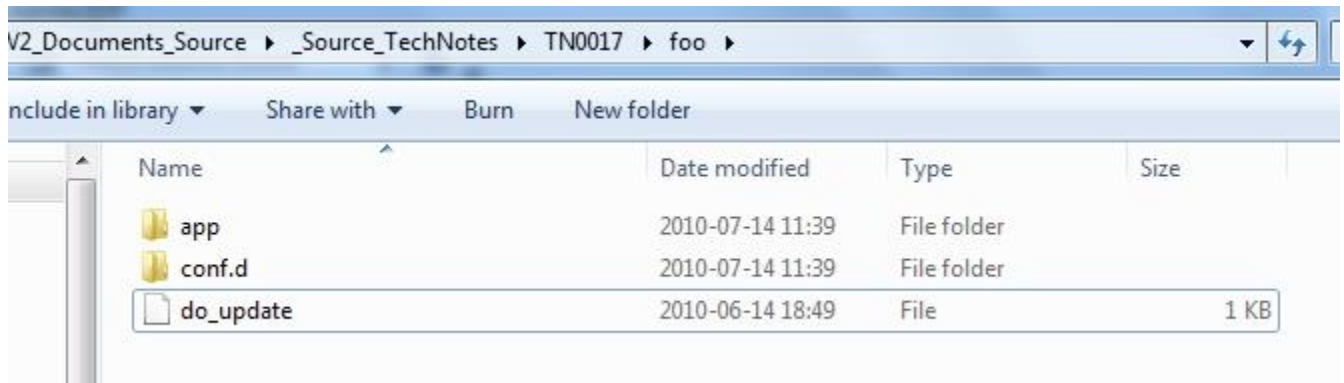 V2_Documents_Source ▸ _Source_TechNotes ▸ TN0017 ▸ foo ▸
nclude in library Share with Burn New folder
Name Date modified Type Size
app 2010-07-14 11:39 File folder
conf.d 2010-07-14 11:39 File folder
do_update 2010-06-14 18:49 File 1 KB